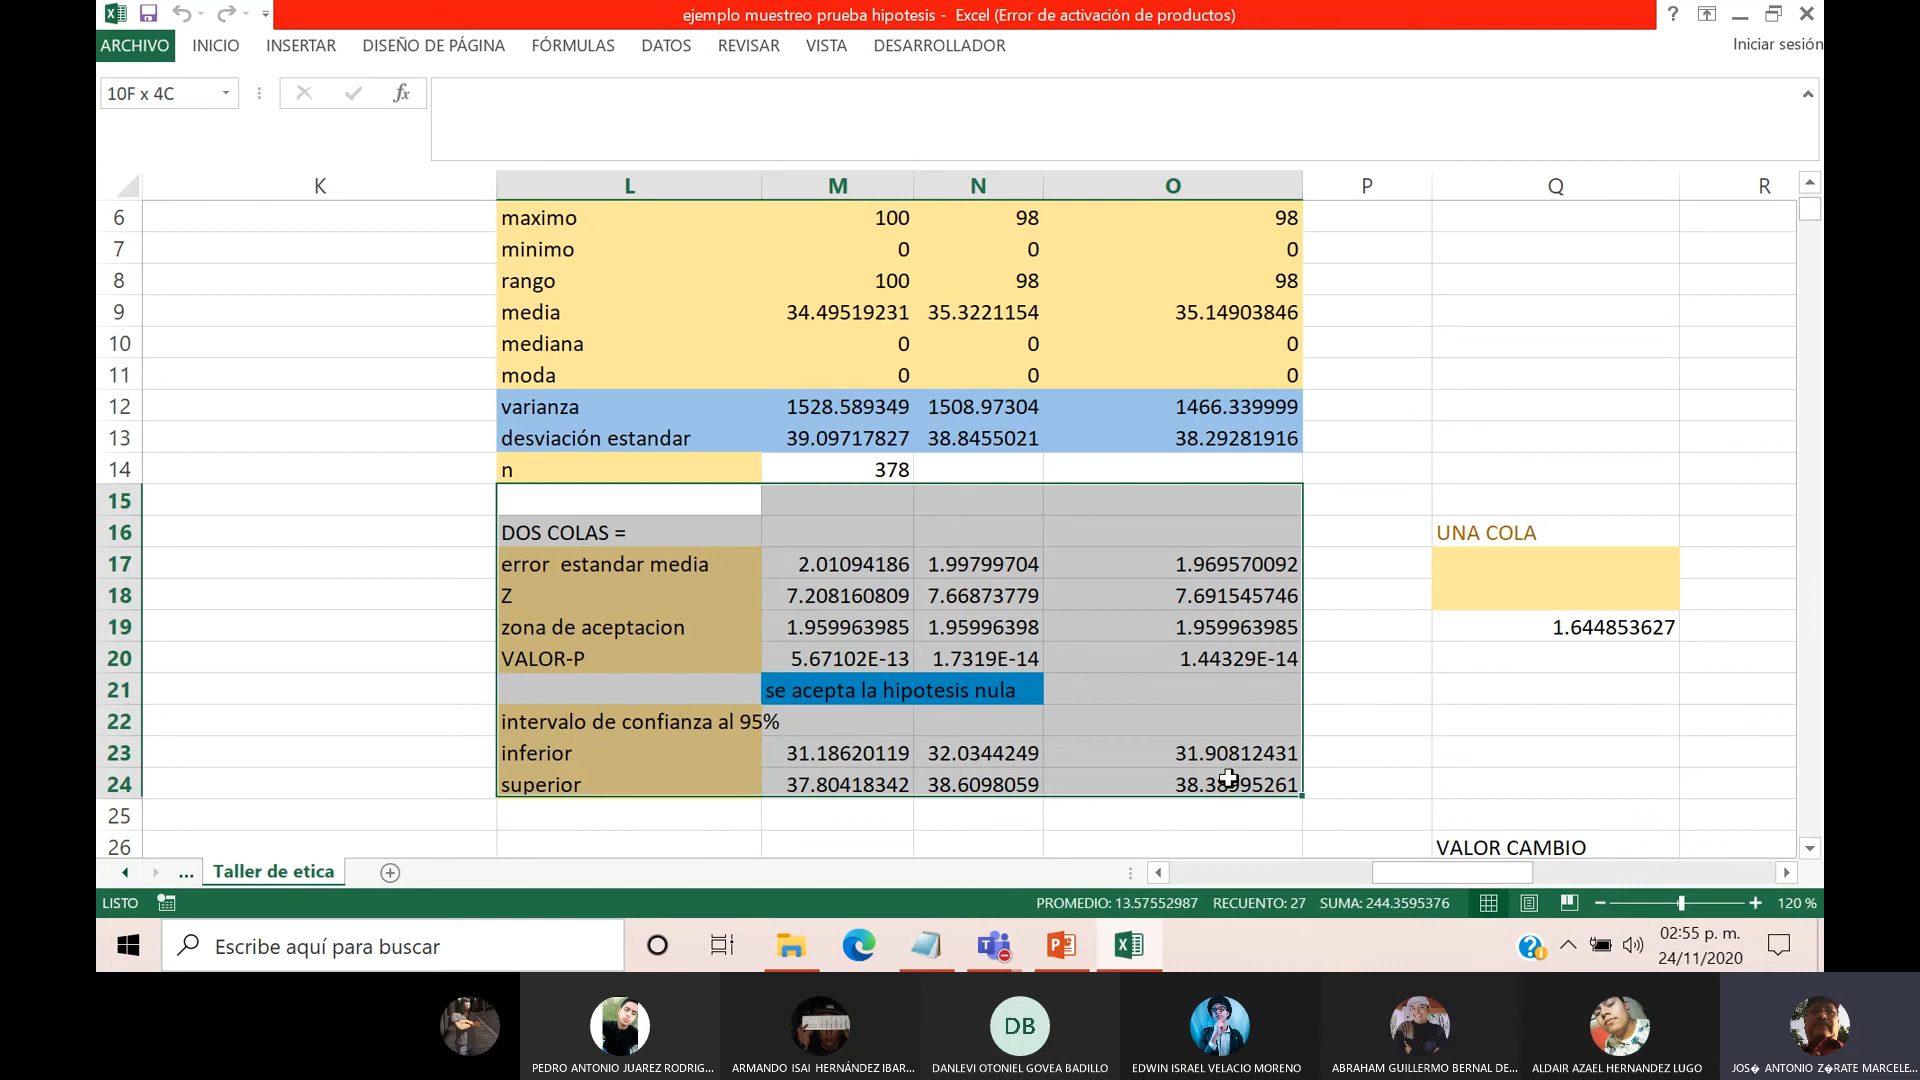 ejemplo muestreo prueba hipotesis - Excel (Error de activación de productos)
ARCHIVO INICIO INSERTAR DISEÑO DE PÁGINA FÓRMULAS DATOS REVISAR VISTA DESARROLLADOR Iniciar sesión
10F x 4C fx
K L M N O P Q R
6 maximo 100 98 98
7 minimo 0 0 0
8 rango 100 98 98
9 media 34.49519231 35.3221154 35.14903846
10 mediana 0 0 0
11 moda 0 0 0
12 varianza 1528.589349 1508.97304 1466.339999
13 desviación estandar 39.09717827 38.8455021 38.29281916
14 n 378
15
16 DOS COLAS = UNA COLA
17 error estandar media 2.01094186 1.99799704 1.969570092
18 Z 7.208160809 7.66873779 7.691545746
19 zona de aceptacion 1.959963985 1.95996398 1.959963985 1.644853627
20 VALOR-P 5.67102E-13 1.7319E-14 1.44329E-14
21 se acepta la hipotesis nula
22 intervalo de confianza al 95%
23 inferior 31.18620119 32.0344249 31.90812431
24 superior 37.80418342 38.6098059 38.38995261
25
26 VALOR CAMBIO
... Taller de etica
LISTO PROMEDIO: 13.57552987 RECUENTO: 27 SUMA: 244.3595376 120 %
Escribe aquí para buscar
02:55 p. m.
24/11/2020
DB
PEDRO ANTONIO JUAREZ RODRIG... ARMANDO ISAI HERNÁNDEZ IBAR... DANLEVI OTONIEL GOVEA BADILLO EDWIN ISRAEL VELACIO MORENO ABRAHAM GUILLERMO BERNAL DE... ALDAIR AZAEL HERNANDEZ LUGO JOS� ANTONIO Z�RATE MARCELE...